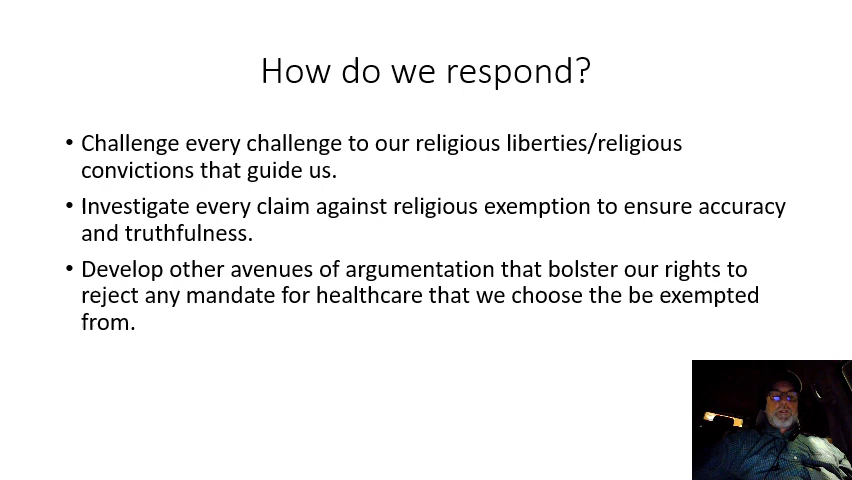 How do we respond?
• Challenge every challenge to our religious liberties/religious
convictions that guide us.
• Investigate every claim against religious exemption to ensure accuracy
and truthfulness.
• Develop other avenues of argumentation that bolster our rights to
reject any mandate for healthcare that we choose the be exempted
from.